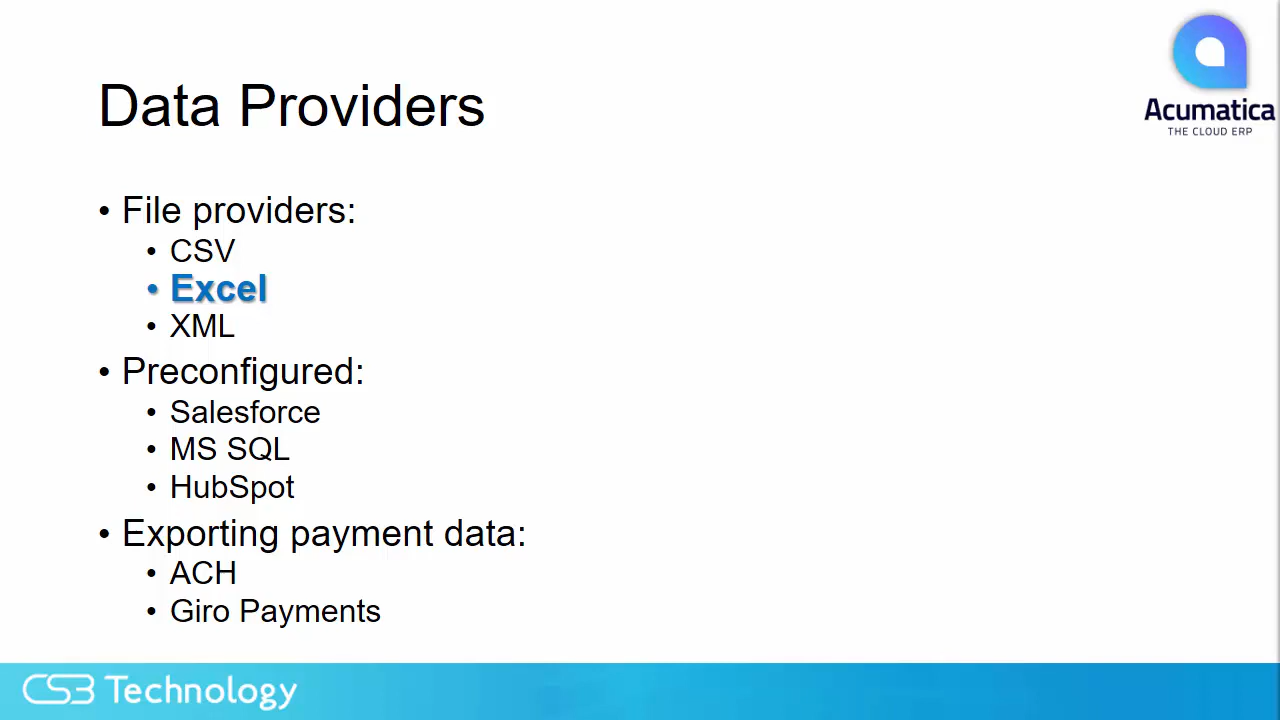 Data Providers
Acumatica
THE CLOUD ERP
• File providers:
• CSV
• Excel
• XML
• Preconfigured:
• Salesforce
• MS SQL
• HubSpot
• Exporting payment data:
• ACH
• Giro Payments
CS3 Technology